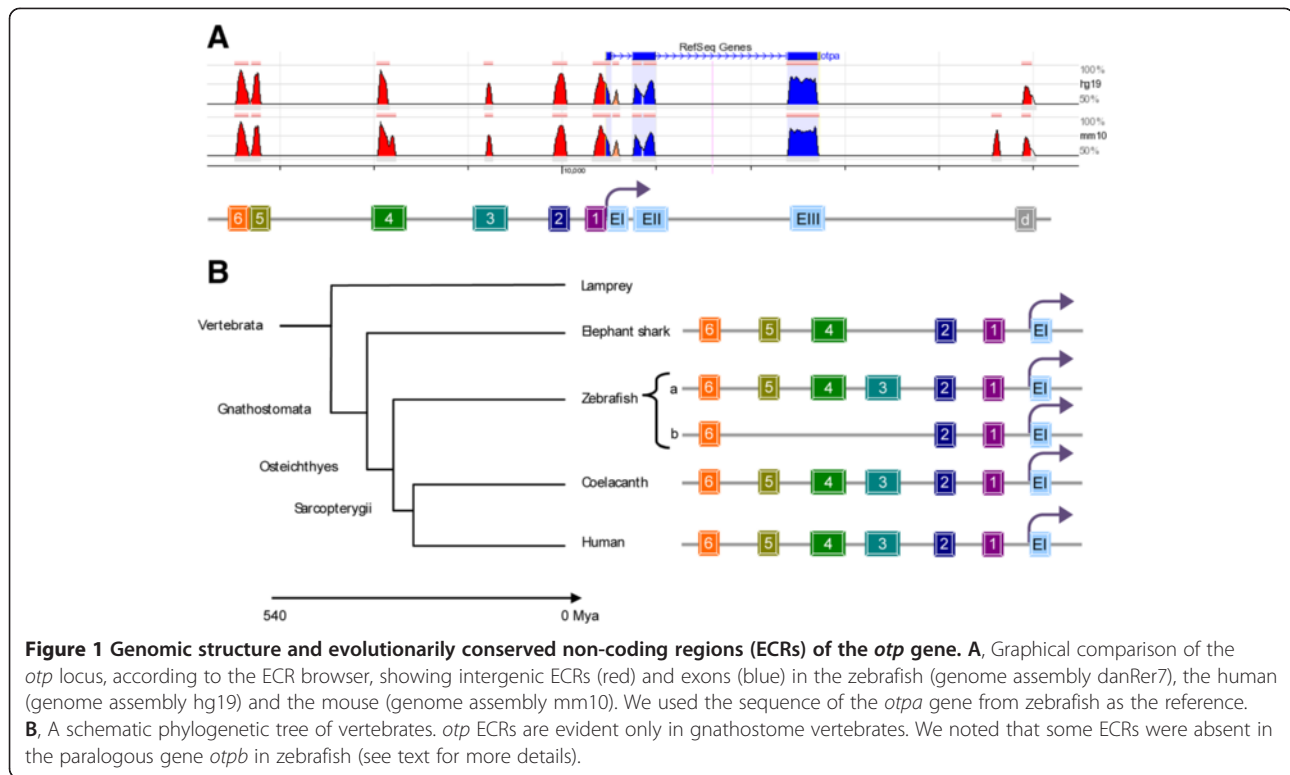 A
RefSeq Genes
otpa
100%
hg19
50%
100%
mm10
50%
10,000
6 5 4 3 2 1 EI EII EIII d
B
Lamprey
Vertebrata
Elephant shark 6 5 4 2 1 EI
Gnathostomata
Zebrafish
a 6 5 4 3 2 1 EI
b 6 2 1 EI
Osteichthyes
Coelacanth 6 5 4 3 2 1 EI
Sarcopterygii
Human 6 5 4 3 2 1 EI
540 0 Mya
Figure 1 Genomic structure and evolutionarily conserved non-coding regions (ECRs) of the otp gene. A, Graphical comparison of the
otp locus, according to the ECR browser, showing intergenic ECRs (red) and exons (blue) in the zebrafish (genome assembly danRer7), the human
(genome assembly hg19) and the mouse (genome assembly mm10). We used the sequence of the otpa gene from zebrafish as the reference.
B, A schematic phylogenetic tree of vertebrates. otp ECRs are evident only in gnathostome vertebrates. We noted that some ECRs were absent in
the paralogous gene otpb in zebrafish (see text for more details).